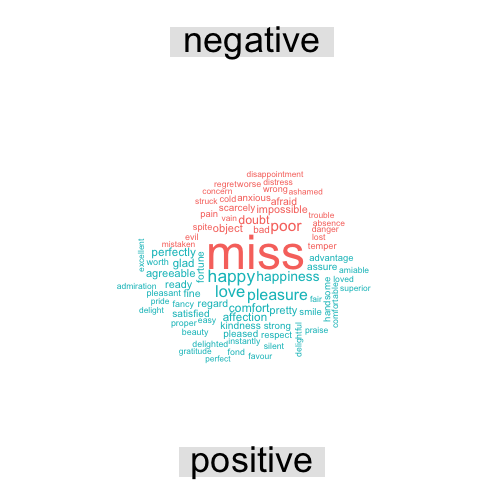 negative
disappointment
regret worse distress
concern wrong ashamed
struck cold anxious afraid
scarcely impossible
pain vain doubt trouble
spite object bad poor absence
danger
evil lost
mistaken miss temper
excellent perfectly advantage
worth glad fortune happy happiness assure amiable
agreeable loved
admiration ready love pleasure handsome comfortable superior
pleasant fine fair
pride fancy regard comfort pretty smile
delight satisfied easy affection
proper kindness strong praise
beauty pleased respect delightful
delighted instantly silent
gratitude fond favour
perfect
positive